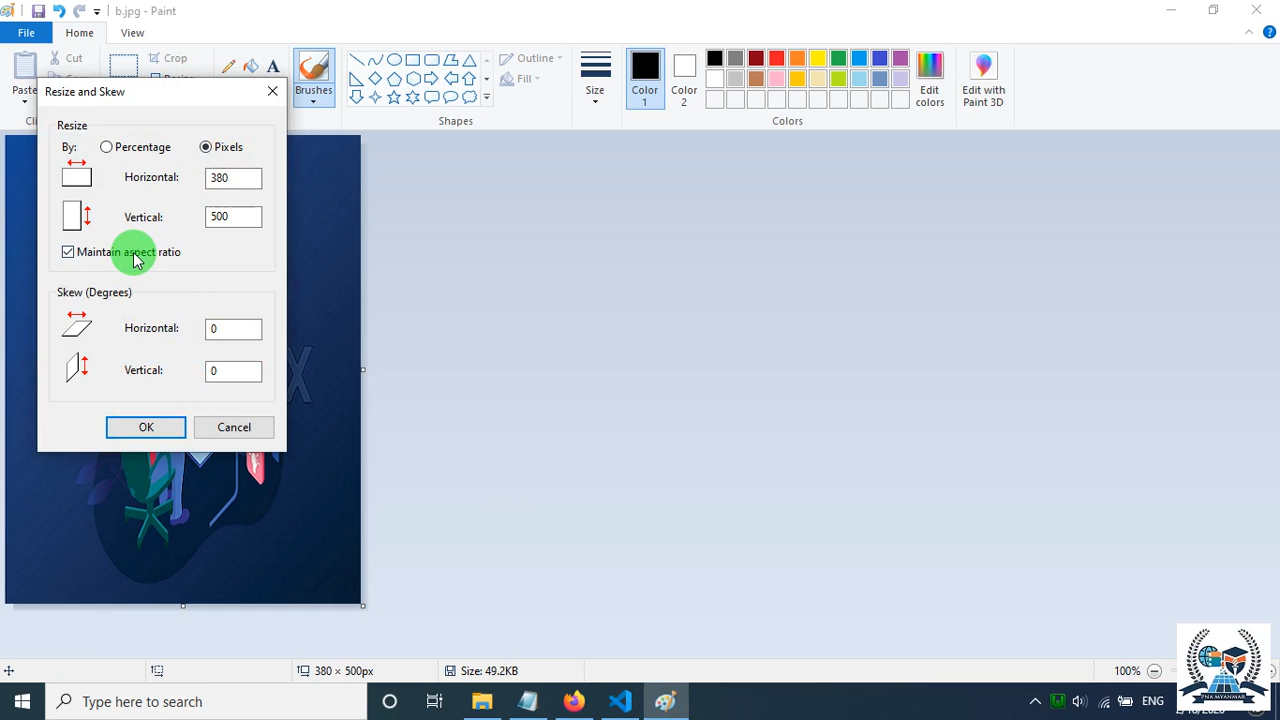 b.jpg - Paint
File
Home
View
Paste
Cut
Crop
Brushes
Outline
Fill
Shapes
Size
Color 1
Color 2
Edit colors
Edit with Paint 3D
Colors
Resize and Skew
Resize
By:
Percentage
Pixels
Horizontal:
380
Vertical:
500
Maintain aspect ratio
Skew (Degrees)
Horizontal:
0
Vertical:
0
OK
Cancel
X
380 × 500px
Size: 49.2KB
100%
Type here to search
ENG
PNA MYANMAR